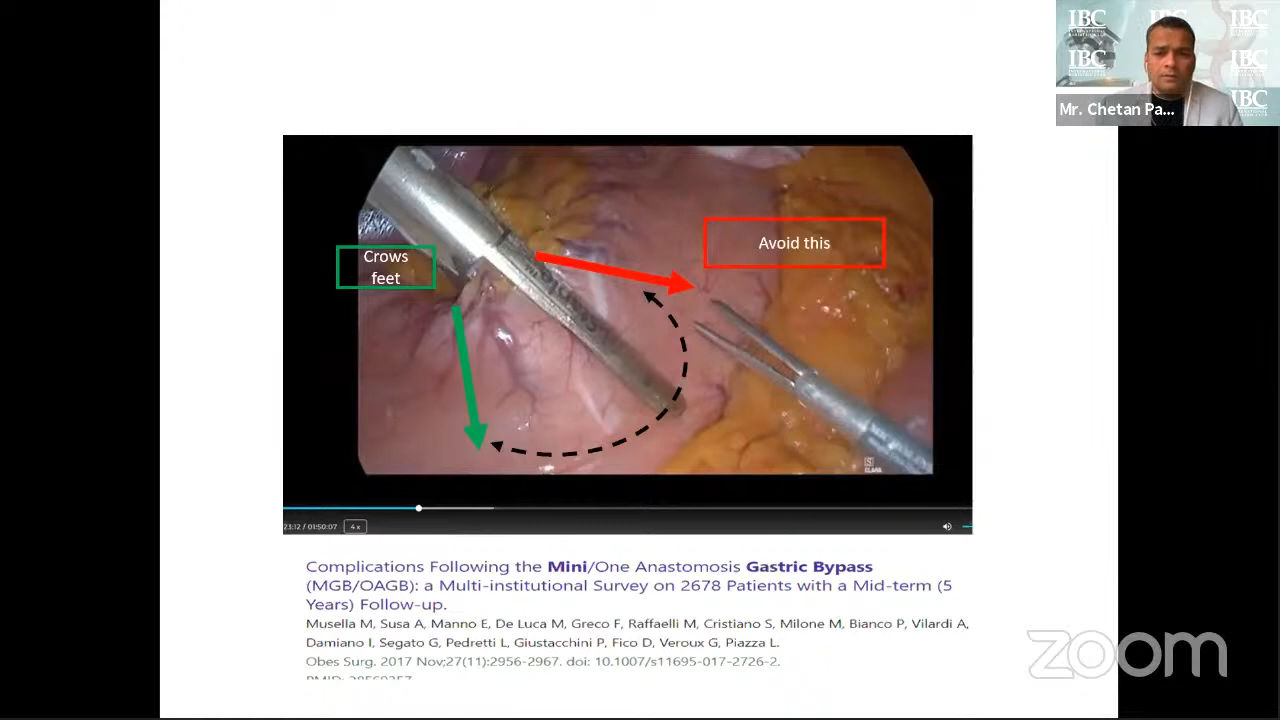 IBC
IBC
IBC
IBC
IBC
IBC
IBC
Mr. Chetan Pa...
Avoid this
Crows
feet
23:12 / 01:50:07
4x
Complications Following the Mini/One Anastomosis Gastric Bypass
(MGB/OAGB): a Multi-institutional Survey on 2678 Patients with a Mid-term (5
Years) Follow-up.
Musella M, Susa A, Manno E, De Luca M, Greco F, Raffaelli M, Cristiano S, Milone M, Bianco P, Vilardi A,
Damiano I, Segato G, Pedretti L, Giustacchini P, Fico D, Veroux G, Piazza L.
Obes Surg. 2017 Nov;27(11):2956-2967. doi: 10.1007/s11695-017-2726-2.
zoom